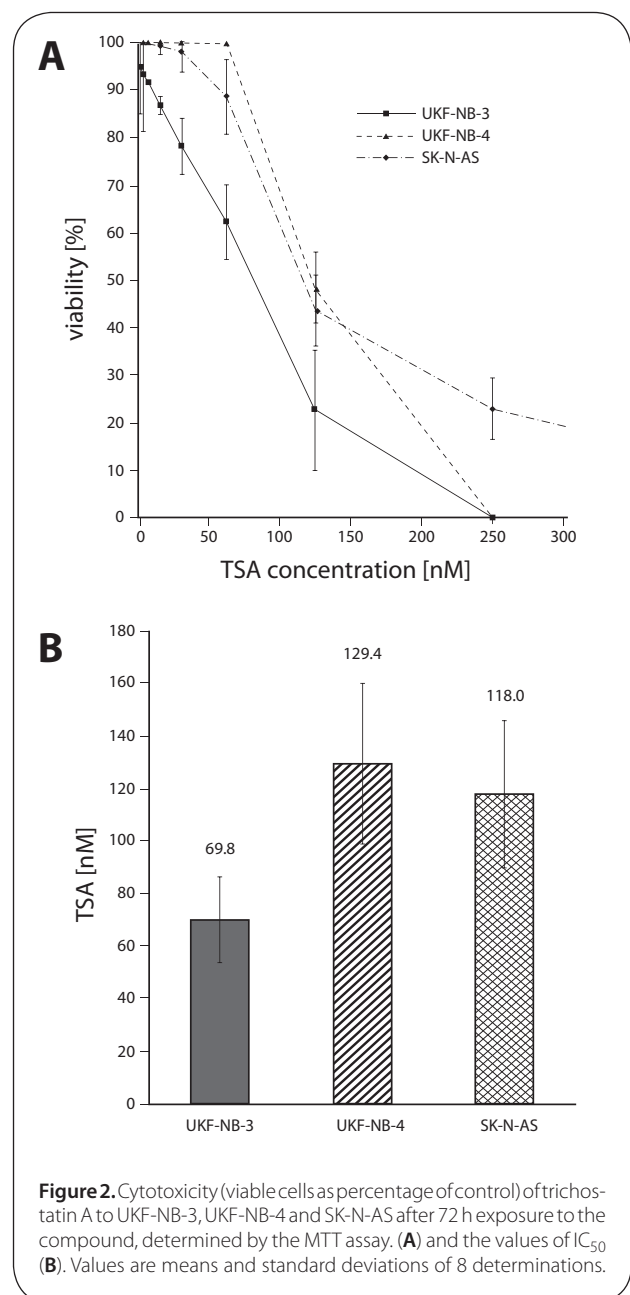 A
100
90
80
70
60
50
40
30
20
10
0
viability [%]
UKF-NB-3
UKF-NB-4
SK-N-AS
0 50 100 150 200 250 300
TSA concentration [nM]
B
180
160
140
120
100
80
60
40
20
0
TSA [nM]
69.8
129.4
118.0
UKF-NB-3 UKF-NB-4 SK-N-AS
Figure 2. Cytotoxicity (viable cells as percentage of control) of trichos-
tatin A to UKF-NB-3, UKF-NB-4 and SK-N-AS after 72 h exposure to the
compound, determined by the MTT assay. (A) and the values of IC50
(B). Values are means and standard deviations of 8 determinations.